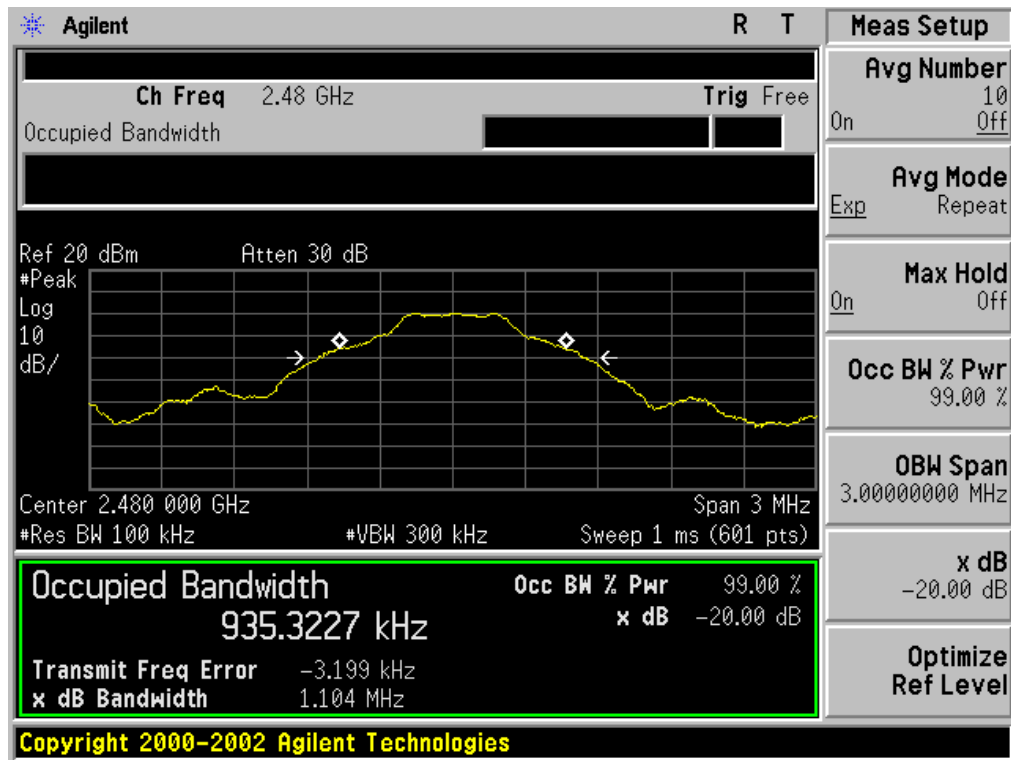 Agilent R T
Meas Setup
Ch Freq 2.48 GHz Trig Free
Occupied Bandwidth
Ref 20 dBm Atten 30 dB
#Peak
Log
10
dB/
Center 2.480 000 GHz Span 3 MHz
#Res BW 100 kHz #VBW 300 kHz Sweep 1 ms (601 pts)
Occupied Bandwidth Occ BW % Pwr 99.00 %
935.3227 kHz x dB -20.00 dB
Transmit Freq Error -3.199 kHz
x dB Bandwidth 1.104 MHz
Avg Number
10
On Off
Avg Mode
Exp Repeat
Max Hold
On Off
Occ BW % Pwr
99.00 %
OBW Span
3.00000000 MHz
x dB
-20.00 dB
Optimize
Ref Level
Copyright 2000-2002 Agilent Technologies